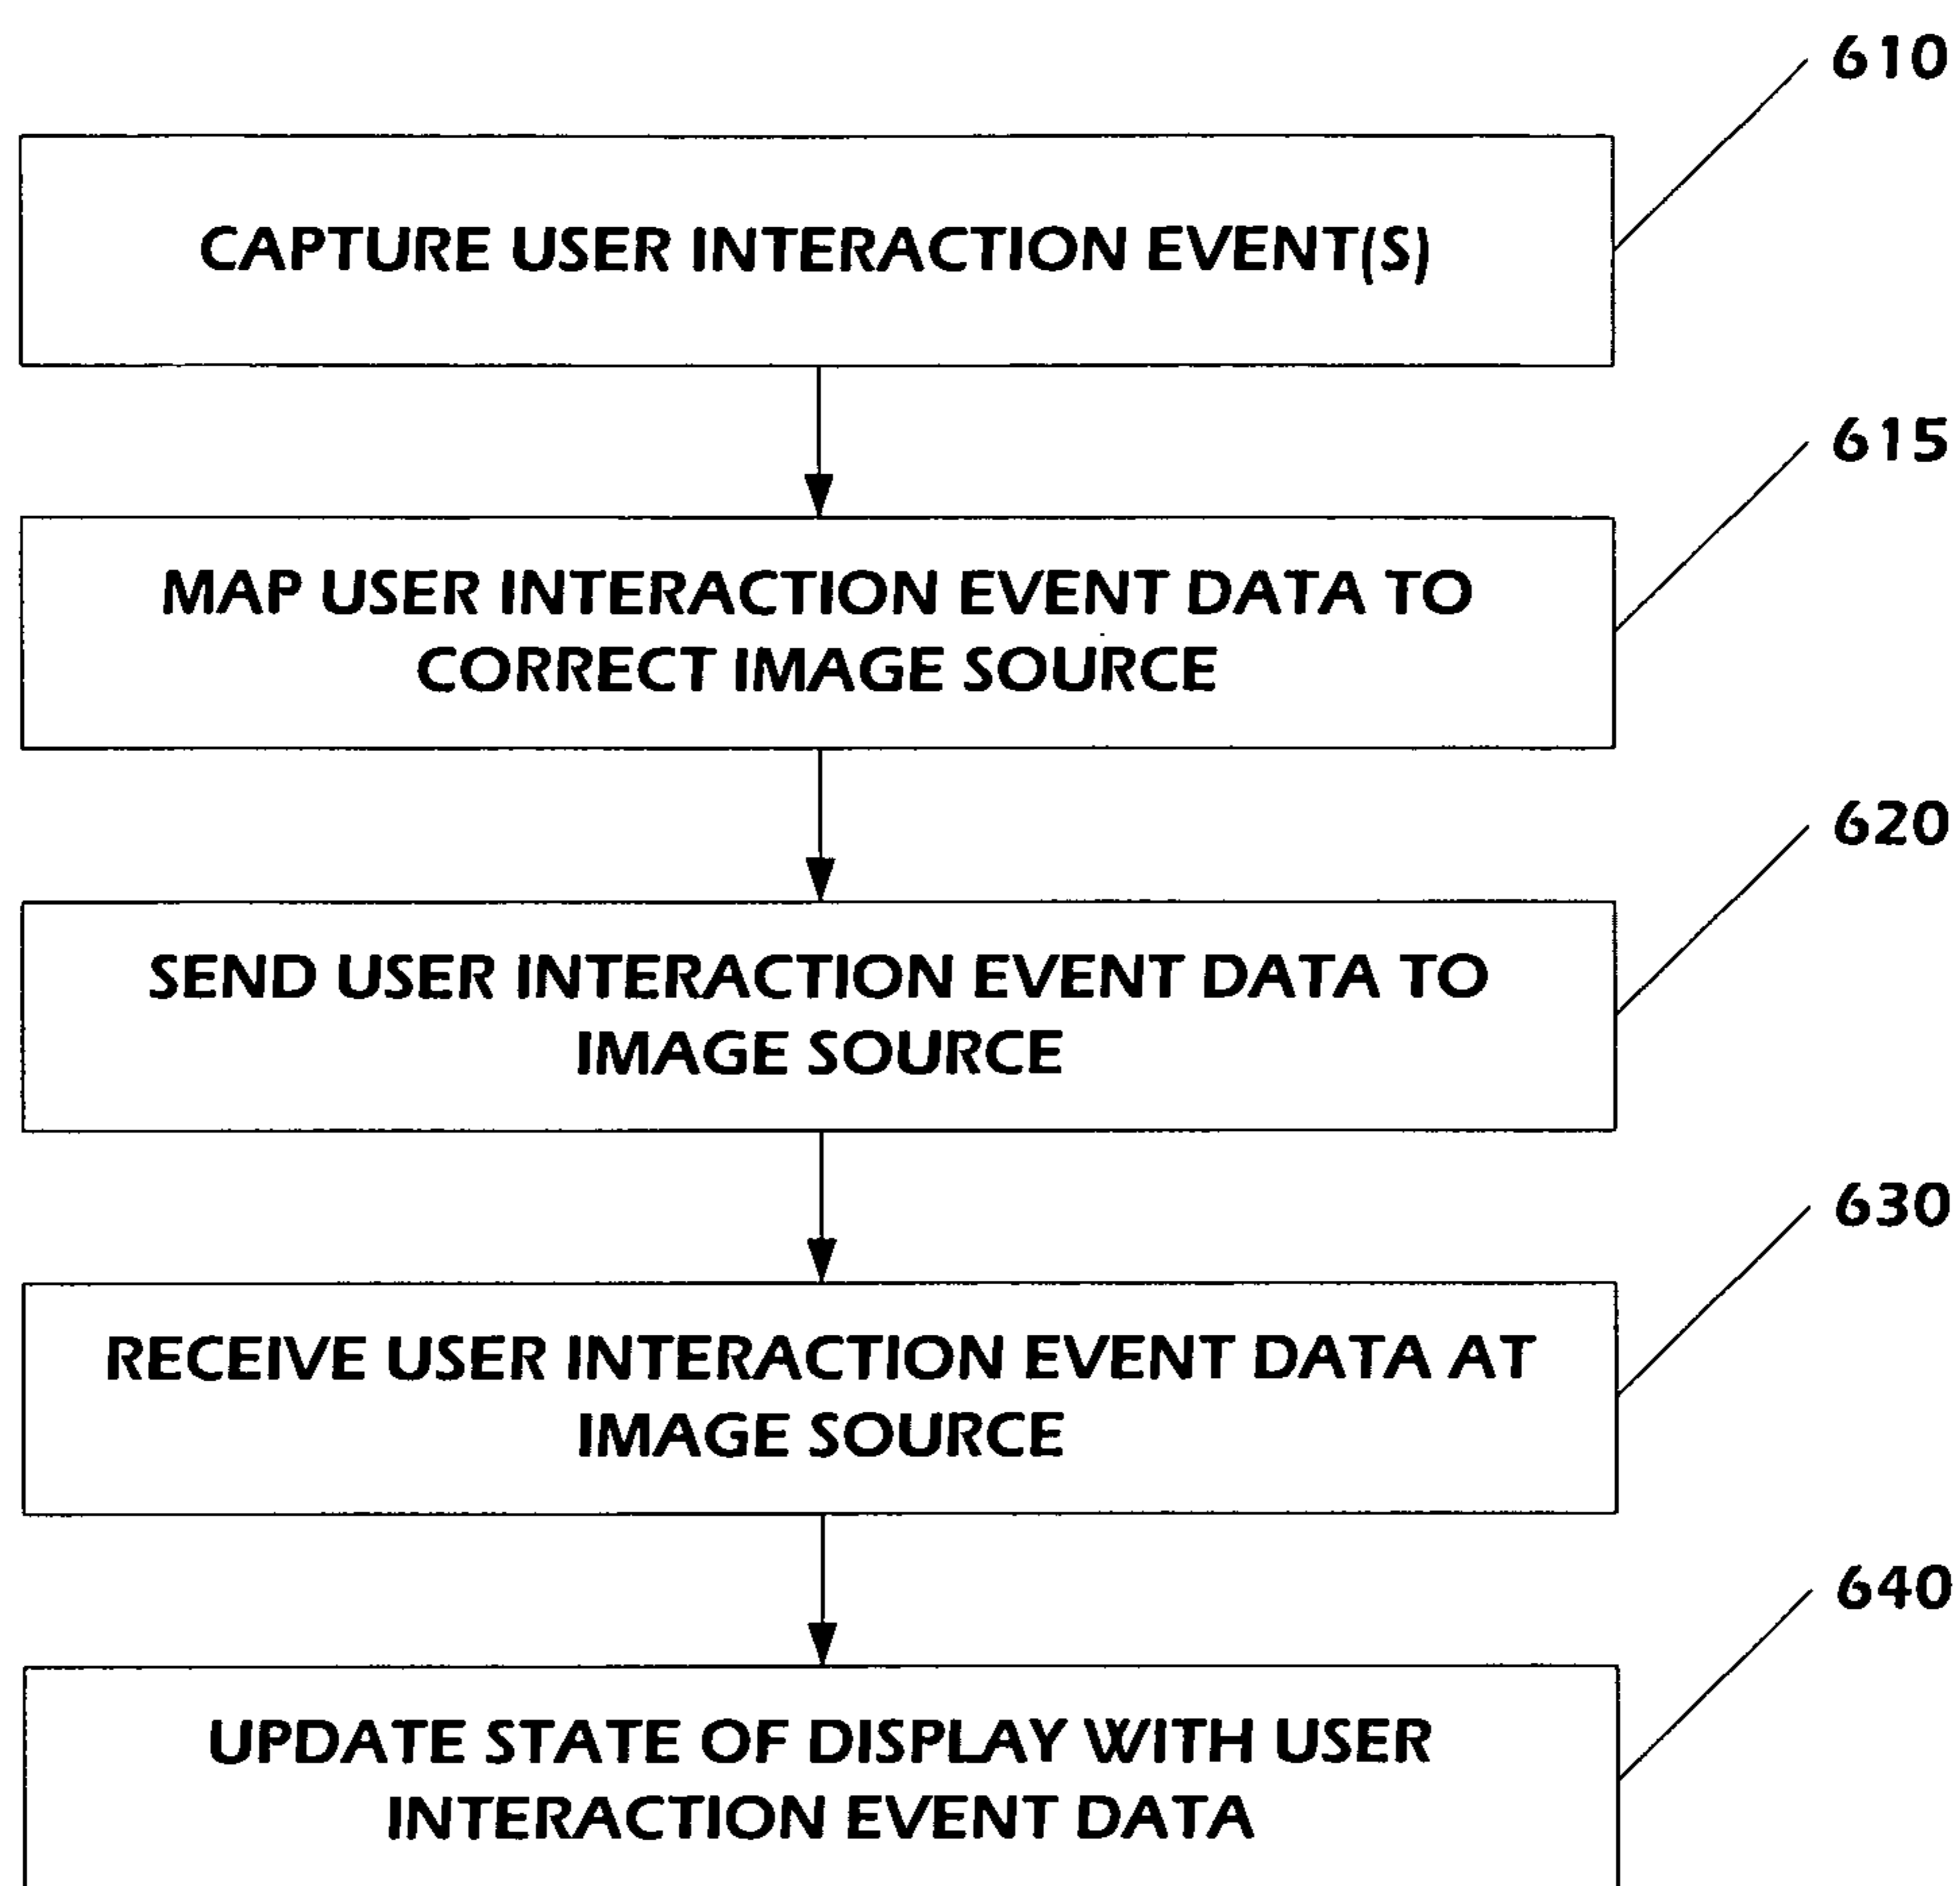 610
CAPTURE USER INTERACTION EVENT(S)
615
MAP USER INTERACTION EVENT DATA TO
CORRECT IMAGE SOURCE
620
SEND USER INTERACTION EVENT DATA TO
IMAGE SOURCE
630
RECEIVE USER INTERACTION EVENT DATA AT
IMAGE SOURCE
640
UPDATE STATE OF DISPLAY WITH USER
INTERACTION EVENT DATA